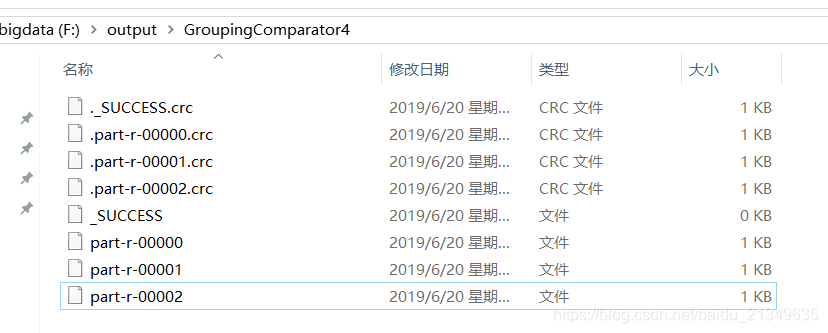 bigdata (F:) > output > GroupingComparator4
名称 修改日期 类型 大小
._SUCCESS.crc 2019/6/20 星期... CRC 文件 1 KB
.part-r-00000.crc 2019/6/20 星期... CRC 文件 1 KB
.part-r-00001.crc 2019/6/20 星期... CRC 文件 1 KB
.part-r-00002.crc 2019/6/20 星期... CRC 文件 1 KB
_SUCCESS 2019/6/20 星期... 文件 0 KB
part-r-00000 2019/6/20 星期... 文件 1 KB
part-r-00001 2019/6/20 星期... 文件 1 KB
part-r-00002 2019/6/20 星期... 文件 1 KB
https://blog.csdn.net/baidu_21349635